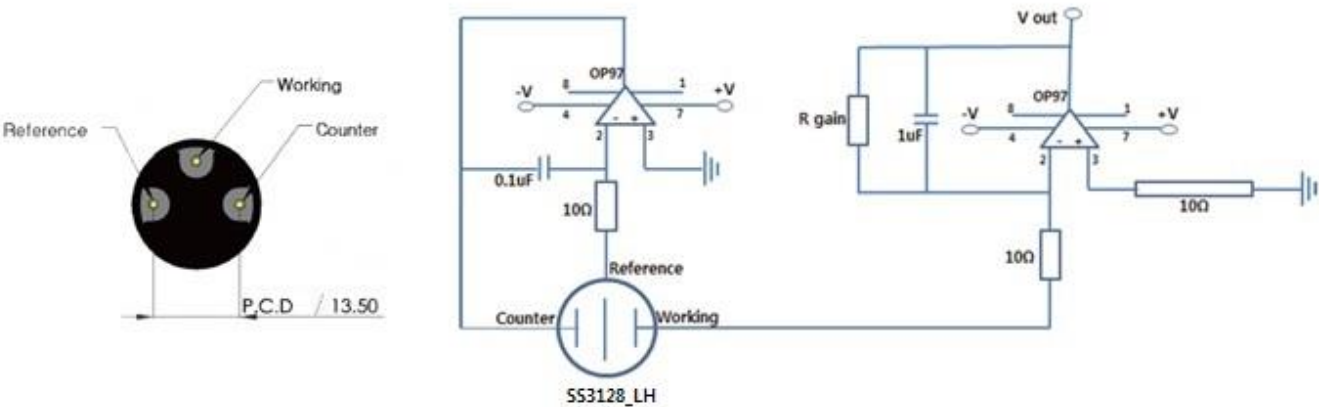 Working
Reference
Counter
P.C.D / 13.50
OP97
8
1
-V
+V
4
7
- +
2
3
0.1uF
10Ω
Reference
Counter
Working
SS3128_LH
V out
OP97
8
1
-V
+V
4
7
- +
2
3
R gain
1uF
10Ω
10Ω